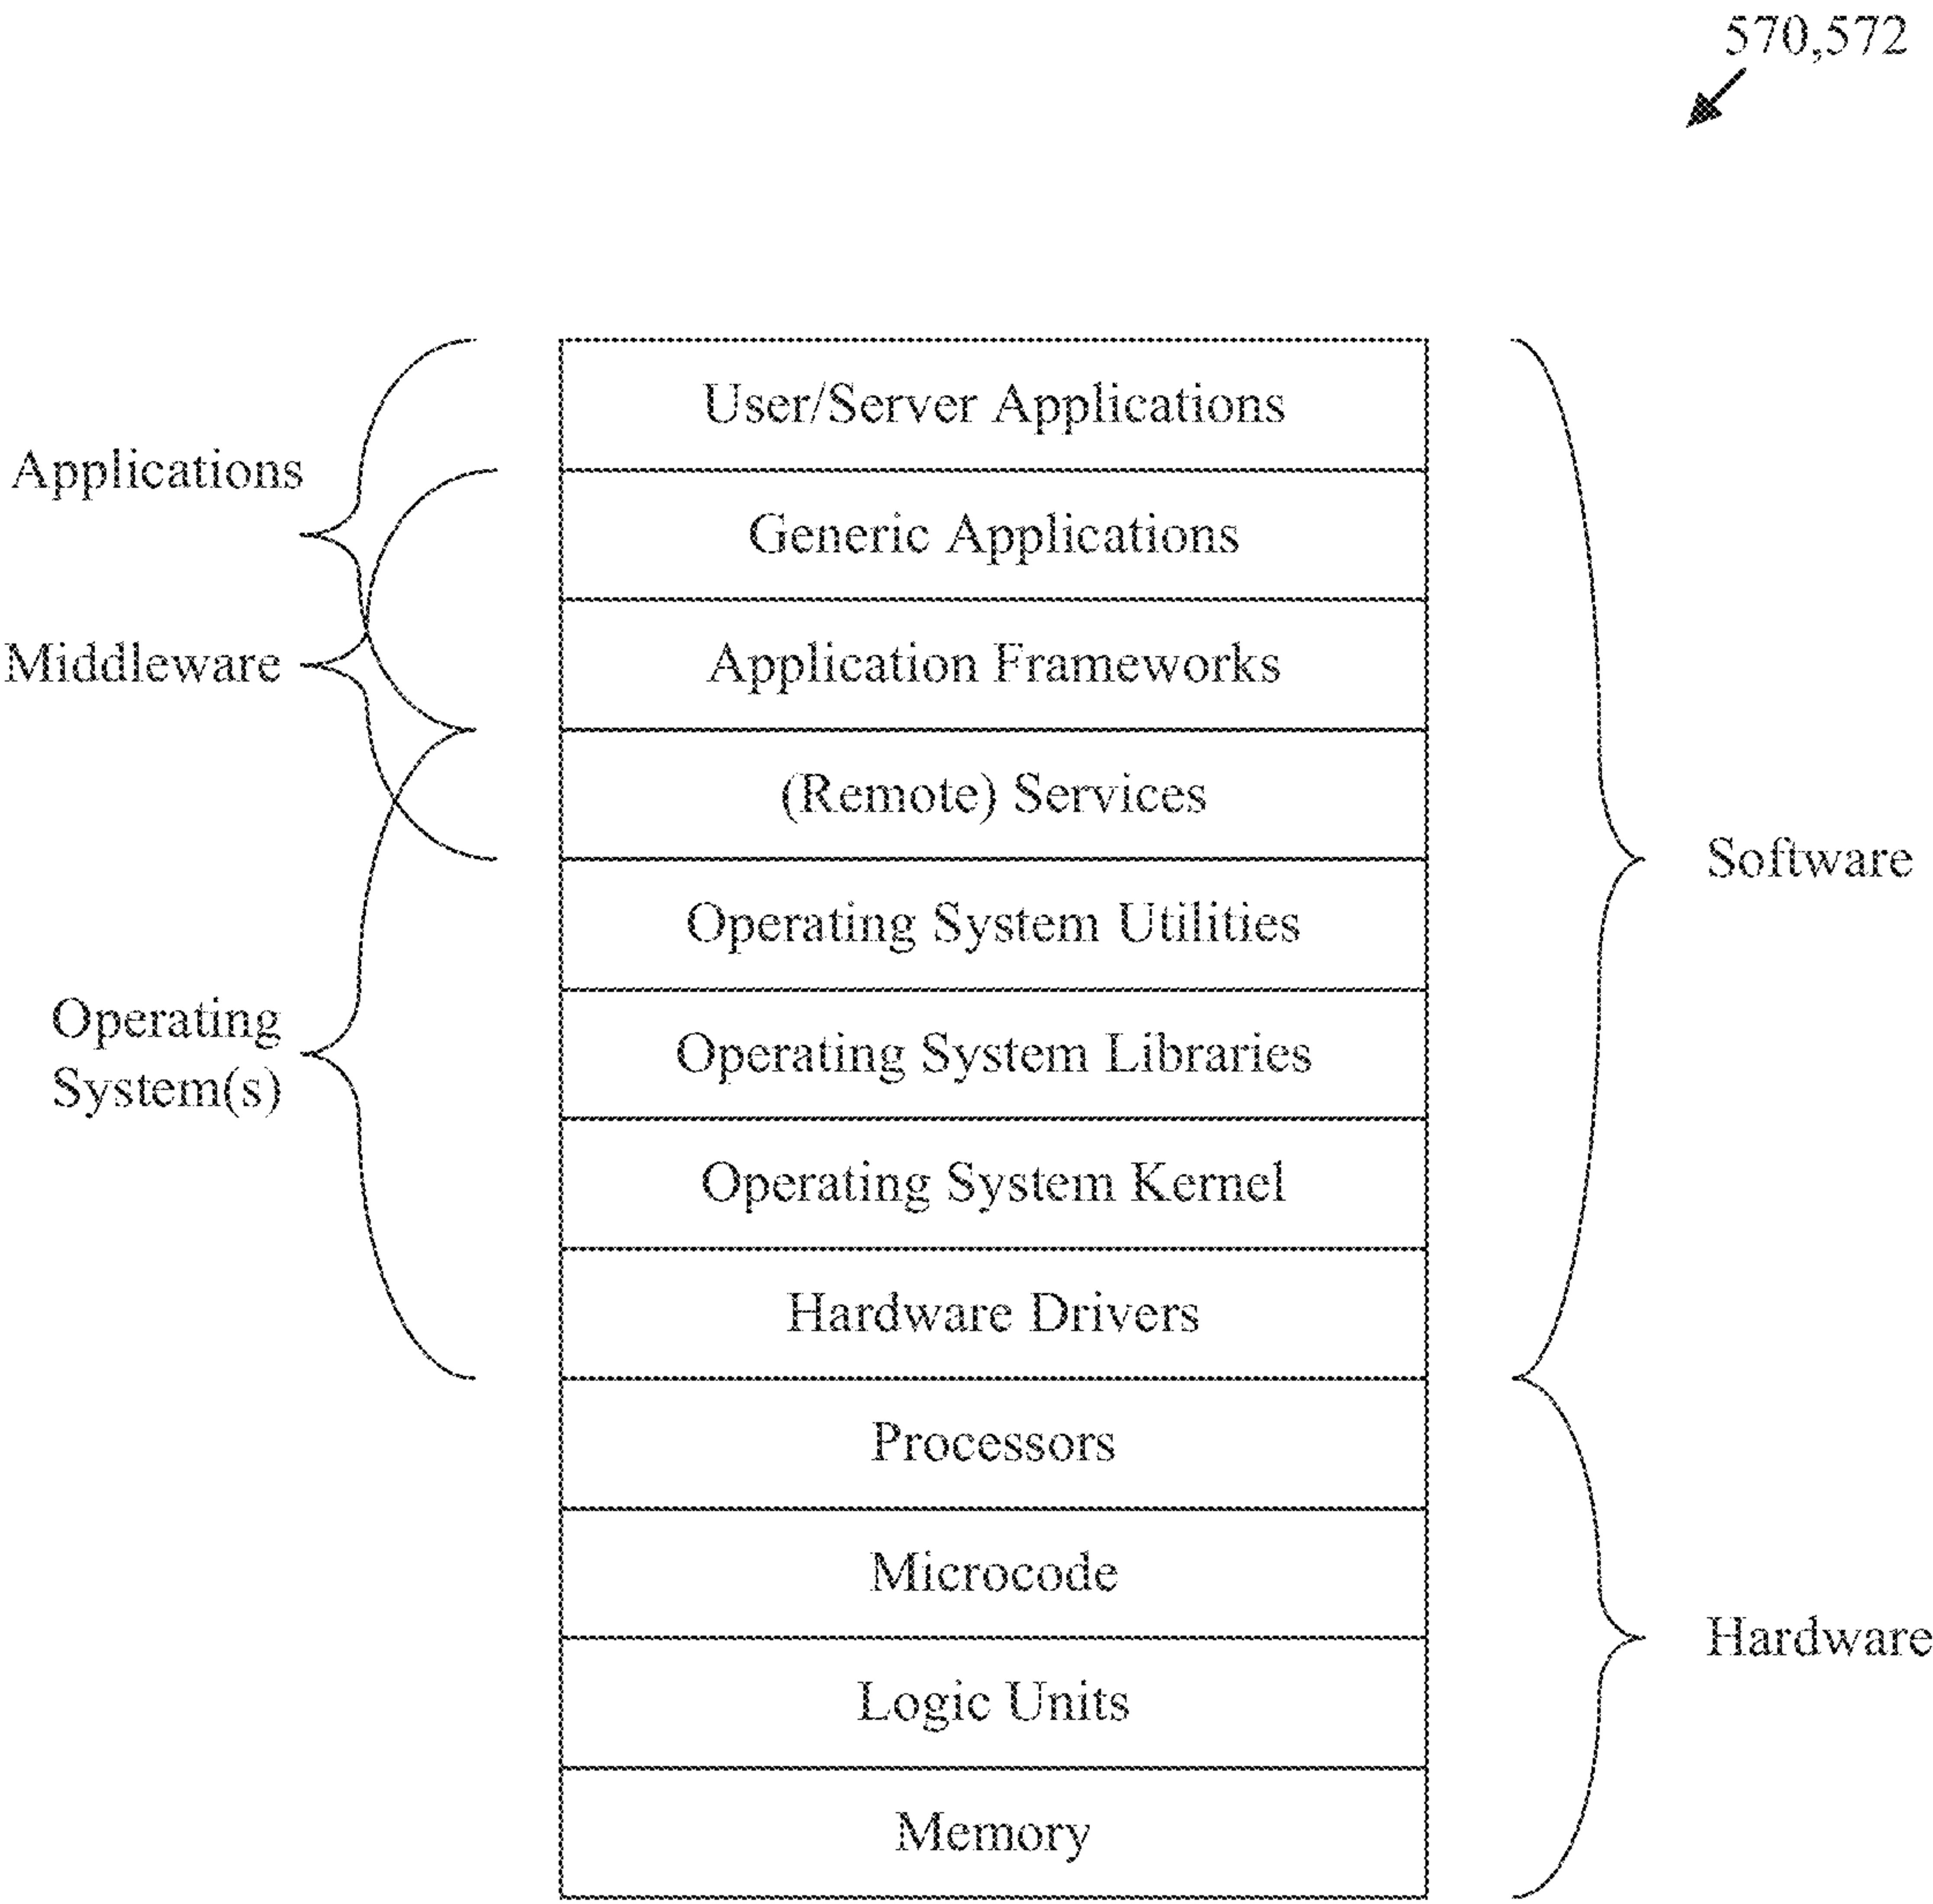 570,572
User/Server Applications
Applications
Generic Applications
Middleware
Application Frameworks
(Remote) Services
Software
Operating System Utilities
Operating
System(s)
Operating System Libraries
Operating System Kernel
Hardware Drivers
Processors
Microcode
Hardware
Logic Units
Memory